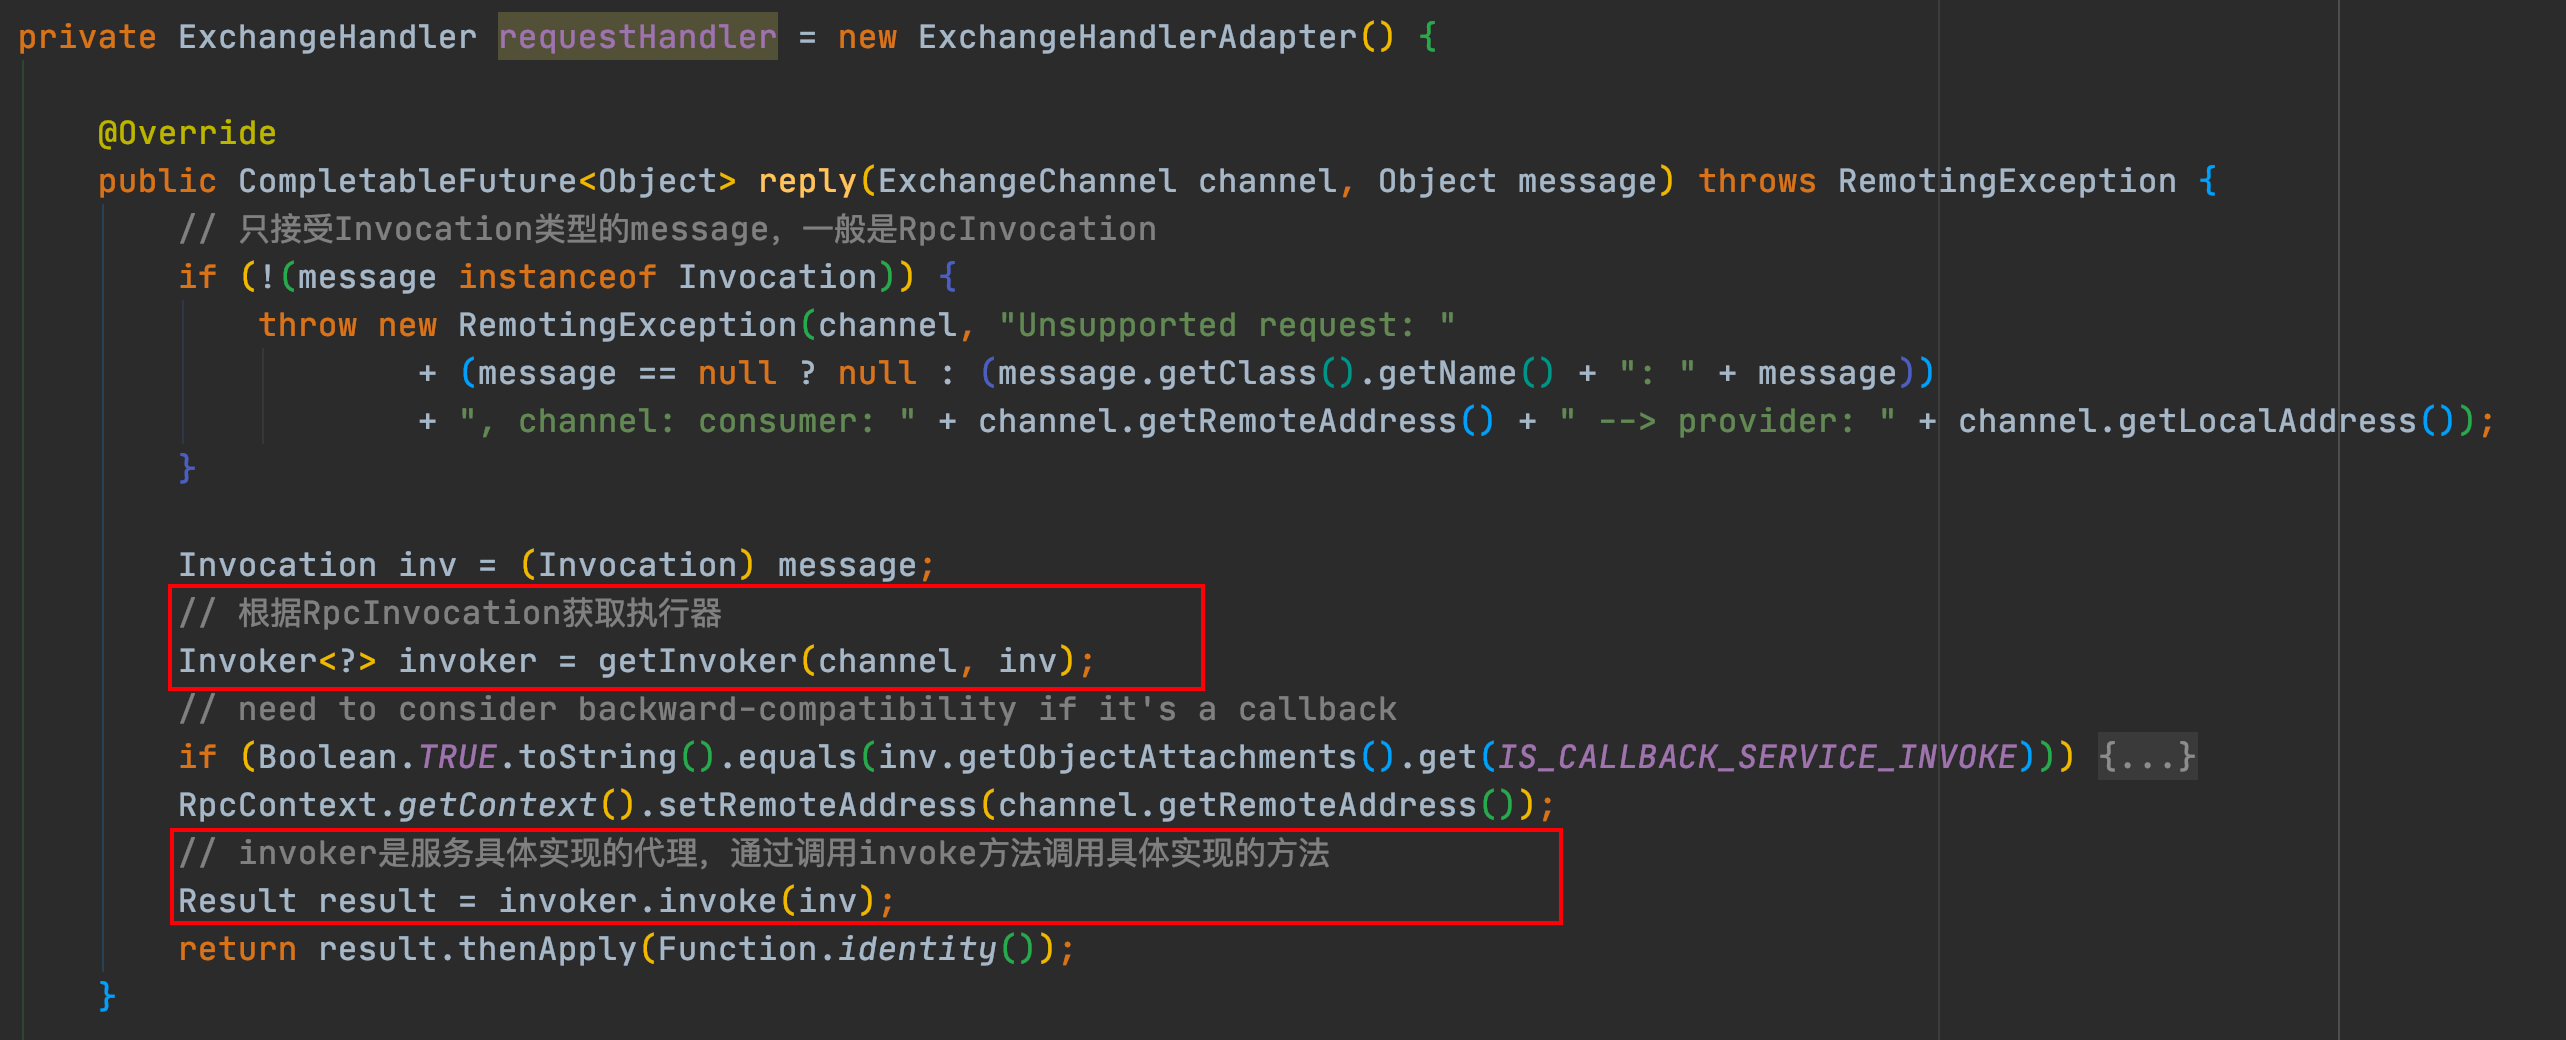 private ExchangeHandler requestHandler = new ExchangeHandlerAdapter() {
@Override
public CompletableFuture<Object> reply(ExchangeChannel channel, Object message) throws RemotingException {
// 只接受Invocation类型的message，一般是RpcInvocation
if (!(message instanceof Invocation)) {
throw new RemotingException(channel, "Unsupported request: "
+ (message == null ? null : (message.getClass().getName() + ": " + message))
+ ", channel: consumer: " + channel.getRemoteAddress() + " --> provider: " + channel.getLocalAddress());
}
Invocation inv = (Invocation) message;
// 根据RpcInvocation获取执行器
Invoker<?> invoker = getInvoker(channel, inv);
// need to consider backward-compatibility if it's a callback
if (Boolean.TRUE.toString().equals(inv.getObjectAttachments().get(IS_CALLBACK_SERVICE_INVOKE))) {...}
RpcContext.getContext().setRemoteAddress(channel.getRemoteAddress());
// invoker是服务具体实现的代理，通过调用invoke方法调用具体实现的方法
Result result = invoker.invoke(inv);
return result.thenApply(Function.identity());
}